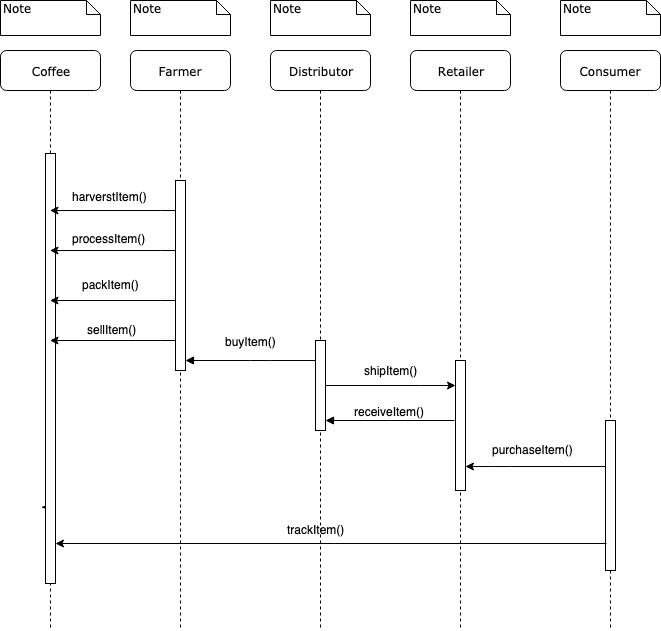 Note
Note
Note
Note
Note
Coffee
Farmer
Distributor
Retailer
Consumer
harverstItem()
processItem()
packItem()
sellItem()
buyItem()
shipItem()
receiveItem()
purchaseItem()
trackItem()